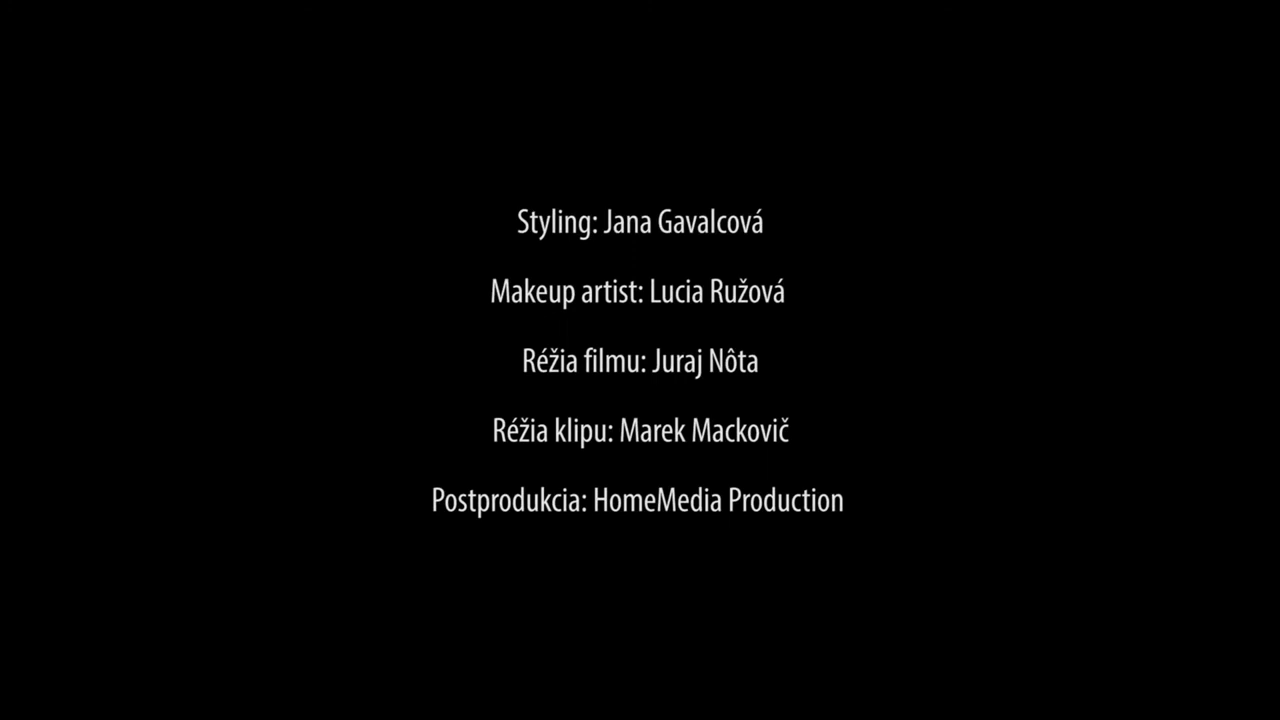 Styling: Jana Gavalcová
Makeup artist: Lucia Ružová
Réžia filmu: Juraj Nôta
Réžia klipu: Marek Mackovič
Postprodukcia: HomeMedia Production